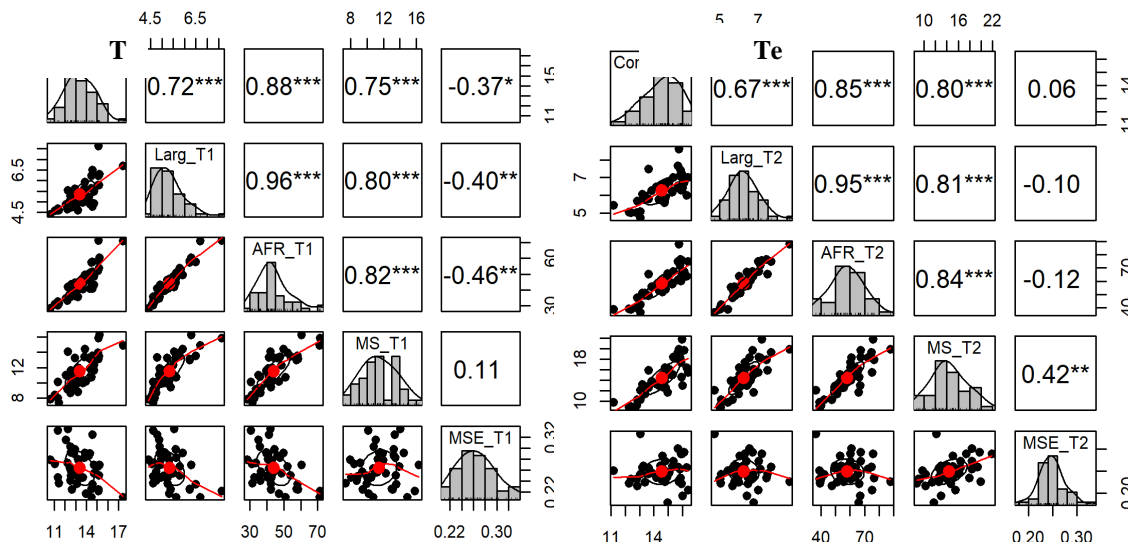 4.5 6.5 8 12 16 5 7 10 16 22
T Te
Cor
0.72*** 0.88*** 0.75*** -0.37* 11 15 0.67*** 0.85*** 0.80*** 0.06 11 14
Larg_T1 Larg_T2
4.5 6.5 0.96*** 0.80*** -0.40** 5 7 0.95*** 0.81*** -0.10
AFR_T1 AFR_T2
0.82*** -0.46** 30 60 0.84*** -0.12 40 70
MS_T1 MS_T2
8 12 0.11 10 18 0.42**
MSE_T1 MSE_T2
0.22 0.32 0.20
11 14 17 30 50 70 0.22 0.30 11 14 40 70 0.20 0.30